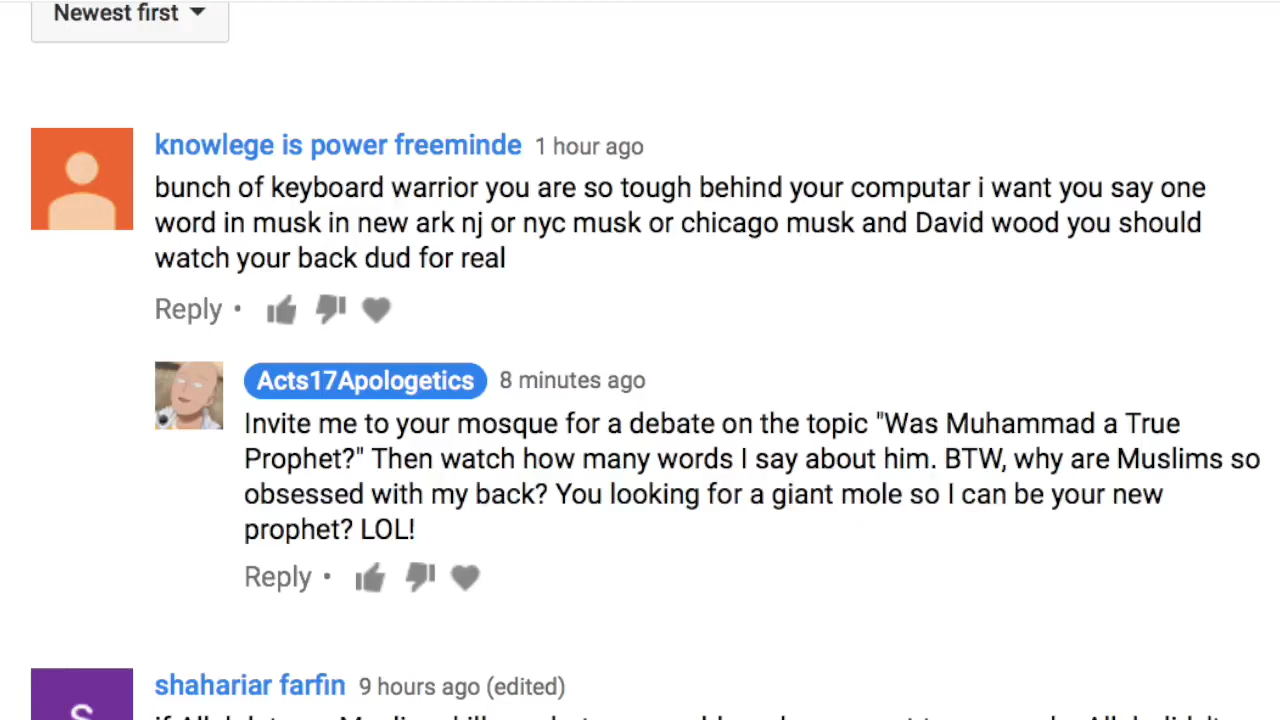 Newest first
knowlege is power freeminde 1 hour ago
bunch of keyboard warrior you are so tough behind your computar i want you say one
word in musk in new ark nj or nyc musk or chicago musk and David wood you should
watch your back dud for real
Reply •
Acts17Apologetics 8 minutes ago
Invite me to your mosque for a debate on the topic "Was Muhammad a True
Prophet?" Then watch how many words I say about him. BTW, why are Muslims so
obsessed with my back? You looking for a giant mole so I can be your new
prophet? LOL!
Reply •
S
shahariar farfin 9 hours ago (edited)